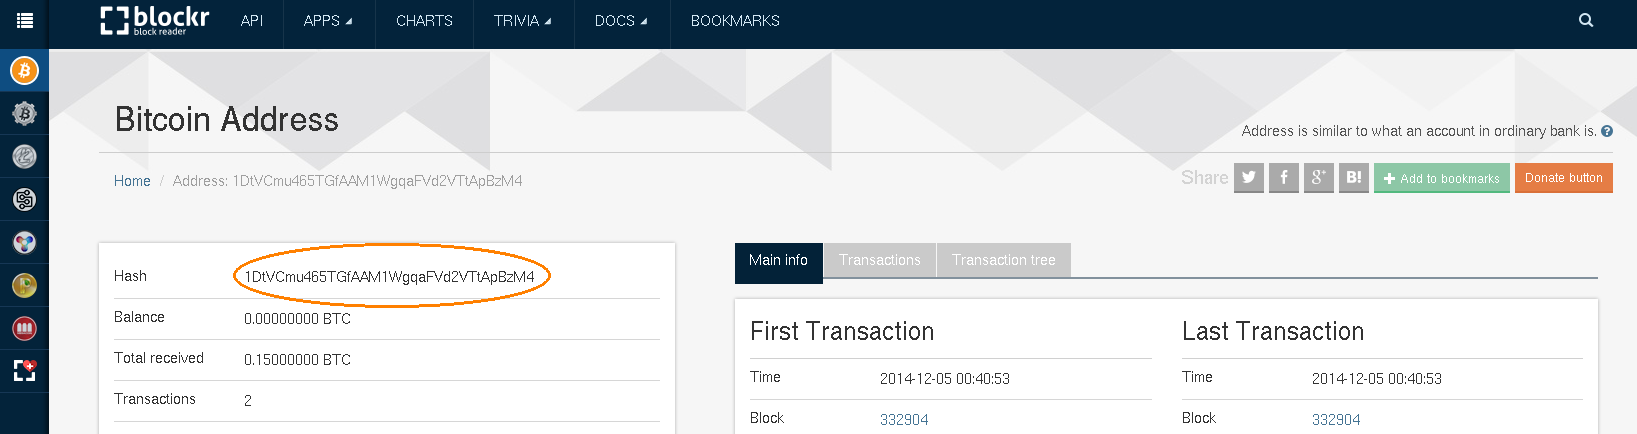 blockr
block reader
API APPS CHARTS TRIVIA DOCS BOOKMARKS
Bitcoin Address
Address is similar to what an account in ordinary bank is. ?
Home / Address: 1DtVCmu465TGfAAM1WgqaFVd2VTtApBzM4
Share f g+ B! + Add to bookmarks Donate button
Hash 1DtVCmu465TGfAAM1WgqaFVd2VTtApBzM4
Balance 0.00000000 BTC
Total received 0.15000000 BTC
Transactions 2
Main info Transactions Transaction tree
First Transaction
Time 2014-12-05 00:40:53
Block 332904
Last Transaction
Time 2014-12-05 00:40:53
Block 332904